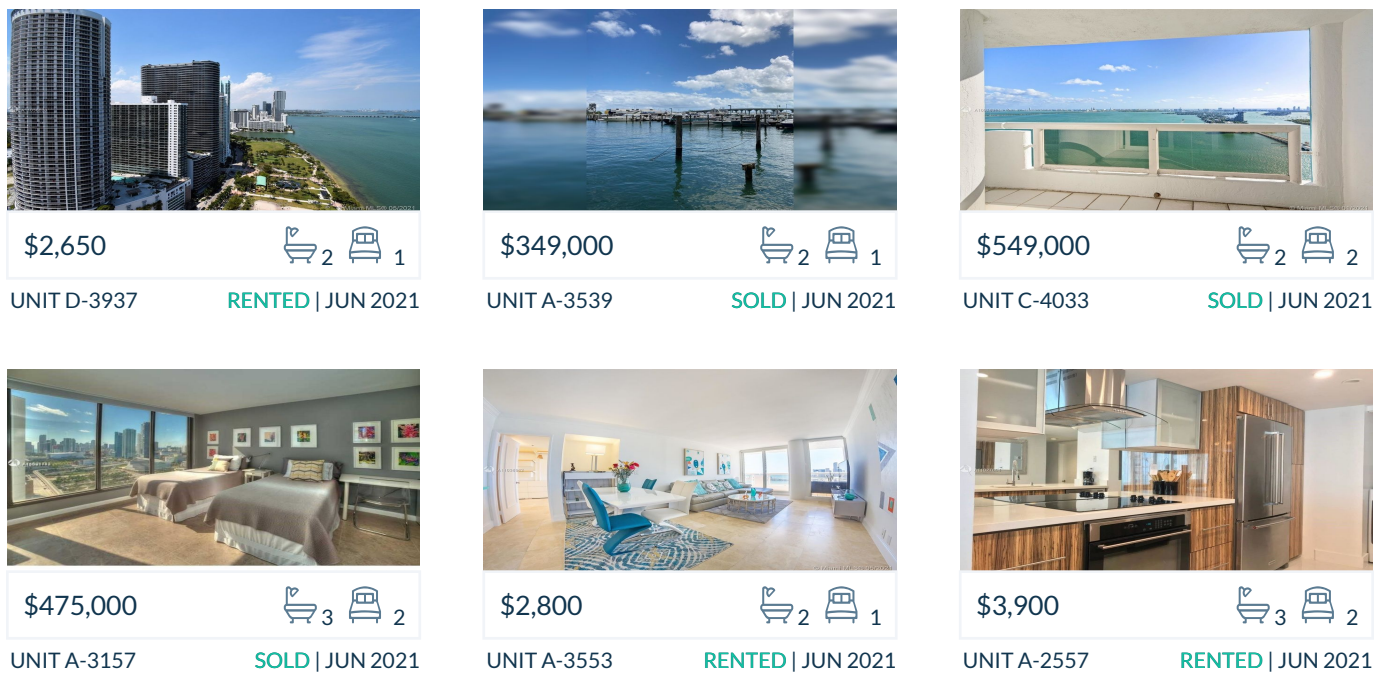 $2,650 2 1
UNIT D-3937 RENTED | JUN 2021
$349,000 2 1
UNIT A-3539 SOLD | JUN 2021
$549,000 2 2
UNIT C-4033 SOLD | JUN 2021
$475,000 3 2
UNIT A-3157 SOLD | JUN 2021
$2,800 2 1
UNIT A-3553 RENTED | JUN 2021
$3,900 3 2
UNIT A-2557 RENTED | JUN 2021